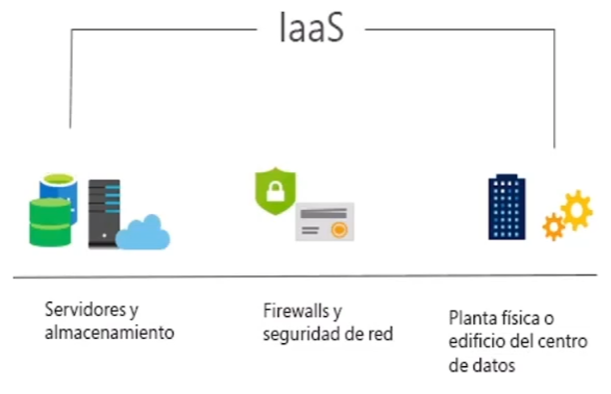 IaaS
Servidores y
almacenamiento
Firewalls y
seguridad de red
Planta física o
edificio del centro
de datos